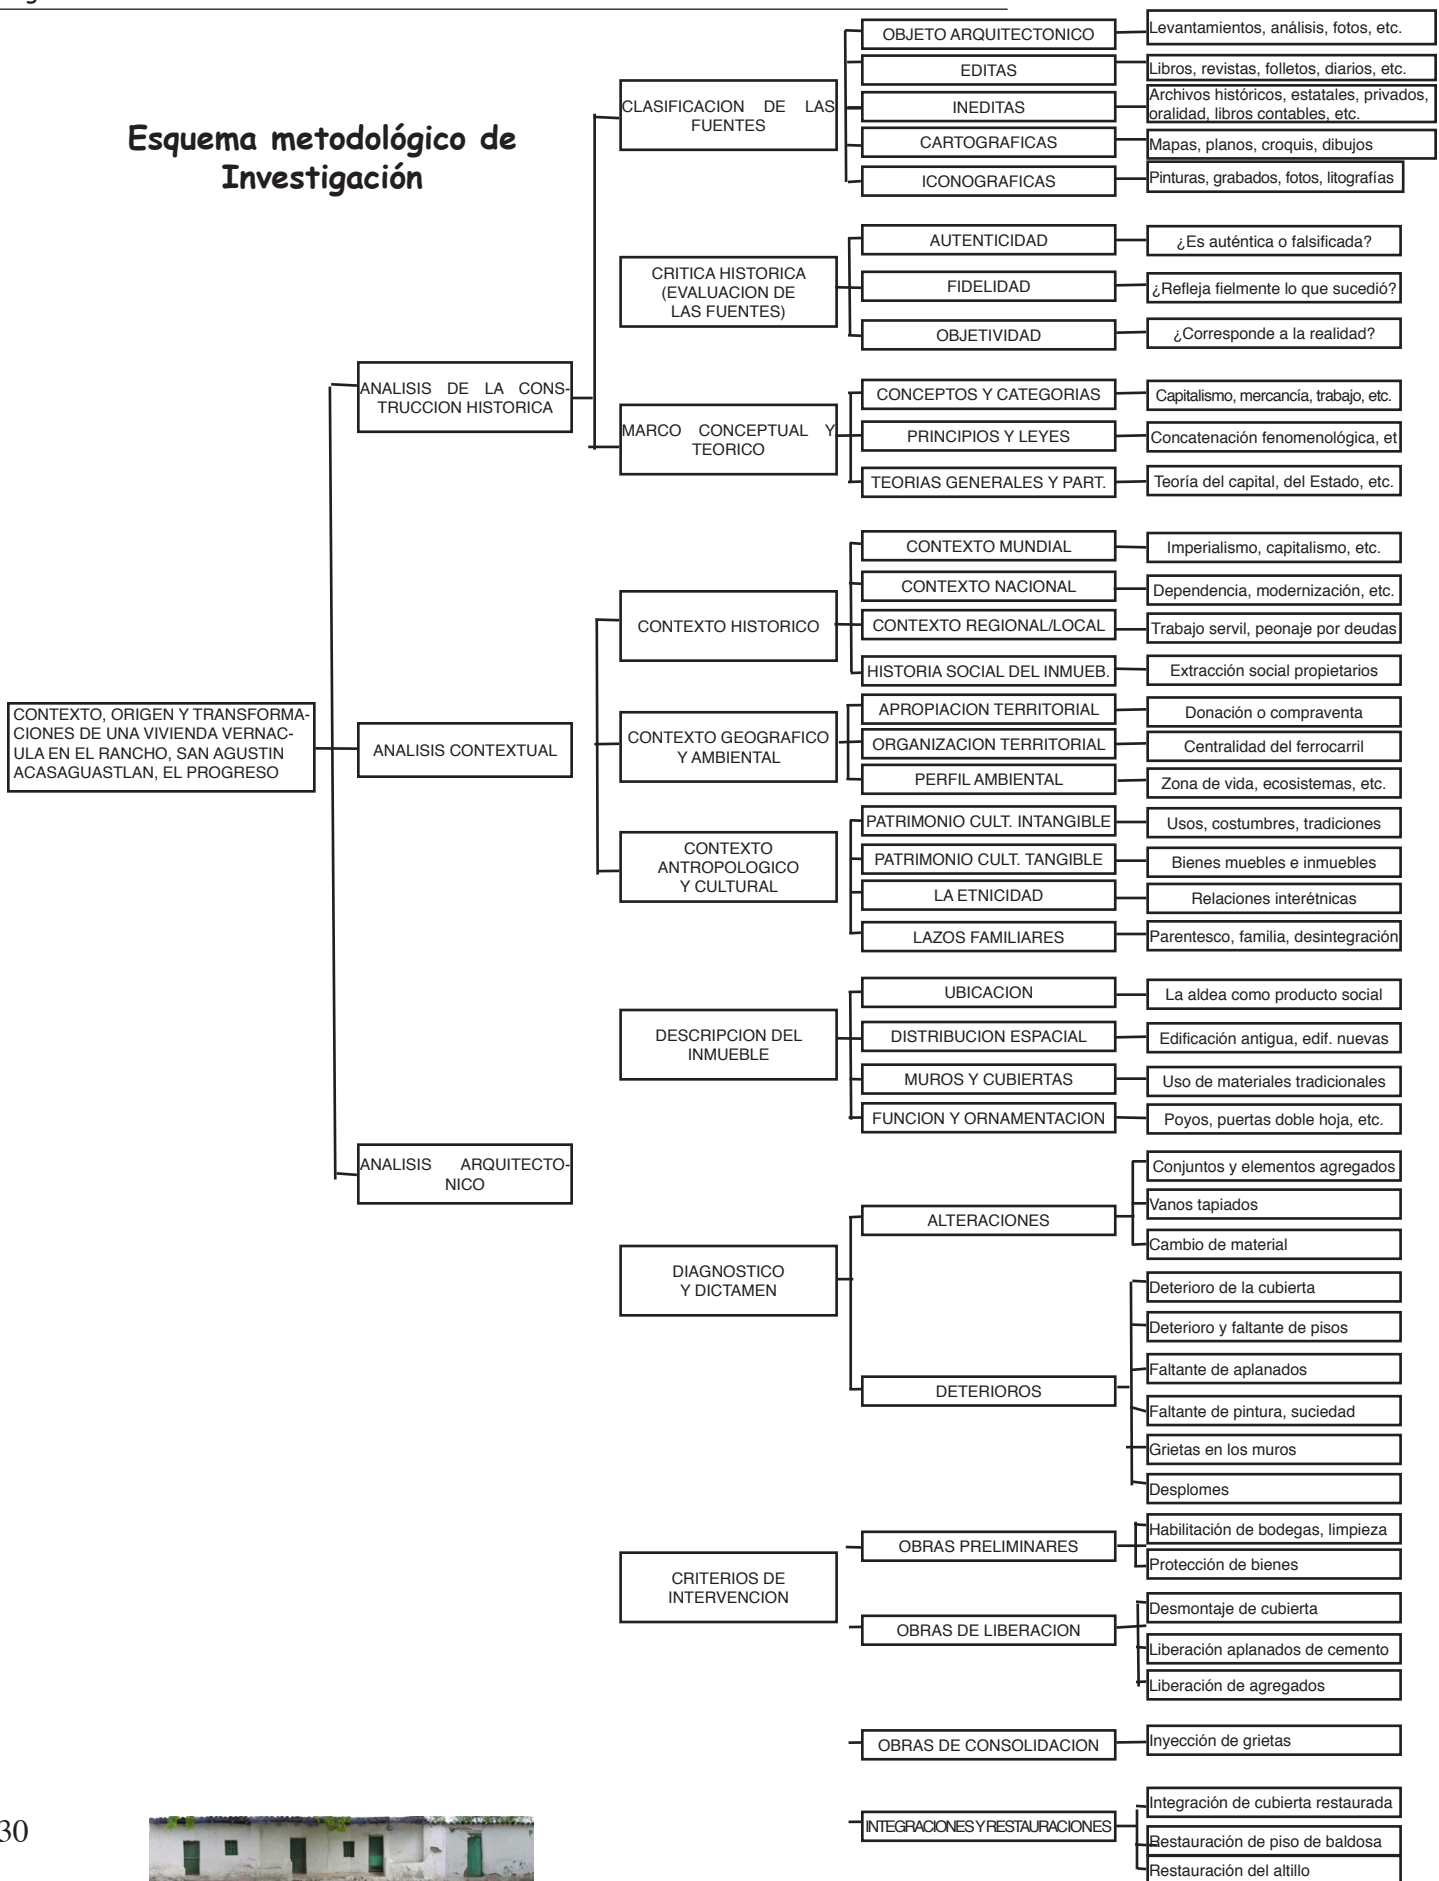 Esquema metodológico de
Investigación
CONTEXTO, ORIGEN Y TRANSFORMA-
CIONES DE UNA VIVIENDA VERNAC-
ULA EN EL RANCHO, SAN AGUSTIN
ACASAGUASTLAN, EL PROGRESO
ANALISIS DE LA CONS-
TRUCCION HISTORICA
CLASIFICACION DE LAS
FUENTES
OBJETO ARQUITECTONICO
Levantamientos, análisis, fotos, etc.
EDITAS
Libros, revistas, folletos, diarios, etc.
INEDITAS
Archivos históricos, estatales, privados,
oralidad, libros contables, etc.
CARTOGRAFICAS
Mapas, planos, croquis, dibujos
ICONOGRAFICAS
Pinturas, grabados, fotos, litografías
CRITICA HISTORICA
(EVALUACION DE
LAS FUENTES)
AUTENTICIDAD
¿Es auténtica o falsificada?
FIDELIDAD
¿Refleja fielmente lo que sucedió?
OBJETIVIDAD
¿Corresponde a la realidad?
MARCO CONCEPTUAL Y
TEORICO
CONCEPTOS Y CATEGORIAS
Capitalismo, mercancía, trabajo, etc.
PRINCIPIOS Y LEYES
Concatenación fenomenológica, et
TEORIAS GENERALES Y PART.
Teoría del capital, del Estado, etc.
ANALISIS CONTEXTUAL
CONTEXTO HISTORICO
CONTEXTO MUNDIAL
Imperialismo, capitalismo, etc.
CONTEXTO NACIONAL
Dependencia, modernización, etc.
CONTEXTO REGIONAL/LOCAL
Trabajo servil, peonaje por deudas
HISTORIA SOCIAL DEL INMUEB.
Extracción social propietarios
CONTEXTO GEOGRAFICO
Y AMBIENTAL
APROPIACION TERRITORIAL
Donación o compraventa
ORGANIZACION TERRITORIAL
Centralidad del ferrocarril
PERFIL AMBIENTAL
Zona de vida, ecosistemas, etc.
CONTEXTO
ANTROPOLOGICO
Y CULTURAL
PATRIMONIO CULT. INTANGIBLE
Usos, costumbres, tradiciones
PATRIMONIO CULT. TANGIBLE
Bienes muebles e inmuebles
LA ETNICIDAD
Relaciones interétnicas
LAZOS FAMILIARES
Parentesco, familia, desintegración
ANALISIS ARQUITECTO-
NICO
DESCRIPCION DEL
INMUEBLE
UBICACION
La aldea como producto social
DISTRIBUCION ESPACIAL
Edificación antigua, edif. nuevas
MUROS Y CUBIERTAS
Uso de materiales tradicionales
FUNCION Y ORNAMENTACION
Poyos, puertas doble hoja, etc.
DIAGNOSTICO
Y DICTAMEN
ALTERACIONES
Conjuntos y elementos agregados
Vanos tapiados
Cambio de material
DETERIOROS
Deterioro de la cubierta
Deterioro y faltante de pisos
Faltante de aplanados
Faltante de pintura, suciedad
Grietas en los muros
Desplomes
CRITERIOS DE
INTERVENCION
OBRAS PRELIMINARES
Habilitación de bodegas, limpieza
Protección de bienes
OBRAS DE LIBERACION
Desmontaje de cubierta
Liberación aplanados de cemento
Liberación de agregados
OBRAS DE CONSOLIDACION
Inyección de grietas
INTEGRACIONES Y RESTAURACIONES
Integración de cubierta restaurada
Restauración de piso de baldosa
Restauración del altillo
30